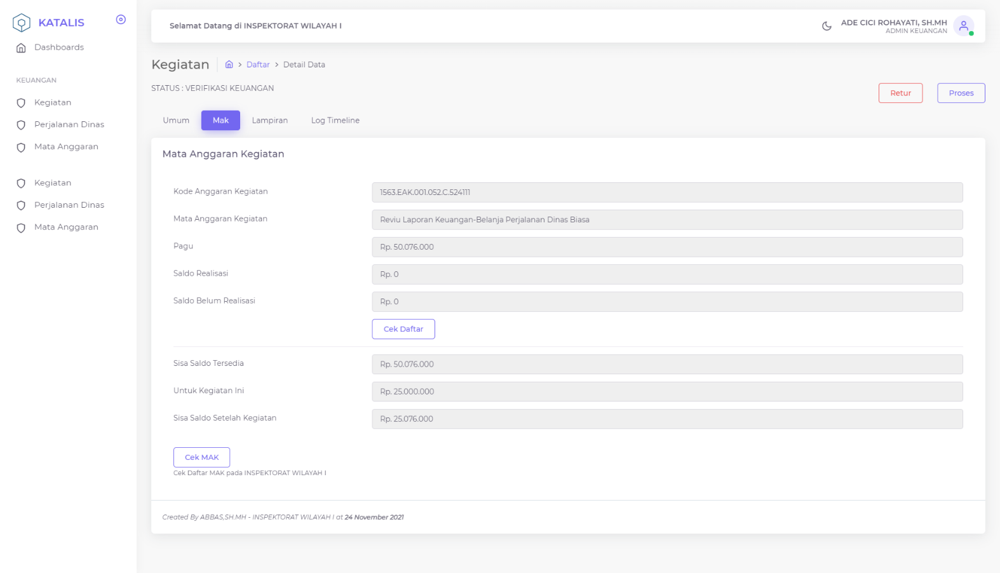 KATALIS
Dashboards
KEUANGAN
Kegiatan
Perjalanan Dinas
Mata Anggaran
Kegiatan
Perjalanan Dinas
Mata Anggaran
Selamat Datang di INSPEKTORAT WILAYAH I
ADE CICI ROHAYATI, SH.MH
ADMIN KEUANGAN
Kegiatan > Daftar > Detail Data
STATUS : VERIFIKASI KEUANGAN
Retur Proses
Umum Mak Lampiran Log Timeline
Mata Anggaran Kegiatan
Kode Anggaran Kegiatan 1563.EAK.001.052.C.524111
Mata Anggaran Kegiatan Reviu Laporan Keuangan-Belanja Perjalanan Dinas Biasa
Pagu Rp. 50.076.000
Saldo Realisasi Rp. 0
Saldo Belum Realisasi Rp. 0
Cek Daftar
Sisa Saldo Tersedia Rp. 50.076.000
Untuk Kegiatan Ini Rp. 25.000.000
Sisa Saldo Setelah Kegiatan Rp. 25.076.000
Cek MAK
Cek Daftar MAK pada INSPEKTORAT WILAYAH I
Created By ABBAS,SH.MH - INSPEKTORAT WILAYAH I at 24 November 2021